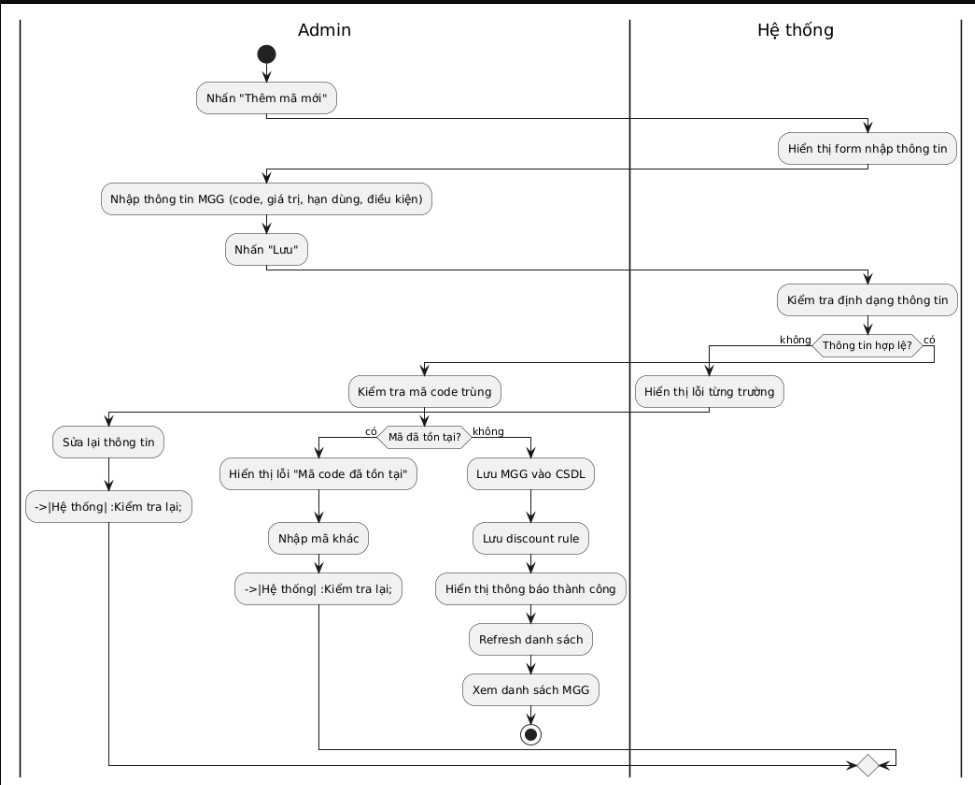 Admin
Hệ thống
Nhấn "Thêm mã mới"
Hiển thị form nhập thông tin
Nhập thông tin MGG (code, giá trị, hạn dùng, điều kiện)
Nhấn "Lưu"
Kiểm tra định dạng thông tin
không
Thông tin hợp lệ?
có
Kiểm tra mã code trùng
Hiển thị lỗi từng trường
Sửa lại thông tin
có
Mã đã tồn tại?
không
Hiển thị lỗi "Mã code đã tồn tại"
Lưu MGG vào CSDL
->|Hệ thống| :Kiểm tra lại;
Nhập mã khác
Lưu discount rule
->|Hệ thống| :Kiểm tra lại;
Hiển thị thông báo thành công
Refresh danh sách
Xem danh sách MGG